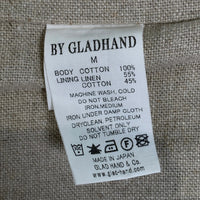 BY GLADHAND
M
BODY COTTON 100%
LINING LINEN 55%
COTTON 45%
MACHINE WASH, COLD
DO NOT BLEACH
IRON,MEDIUM
IRON UNDER DAMP CLOTH
DRYCLEAN, PETROLEUM
SOLVENT ONLY
DO NOT TUMBLE DRY
MADE IN JAPAN
GLAD HAND & Co.
www.glad-hand.com